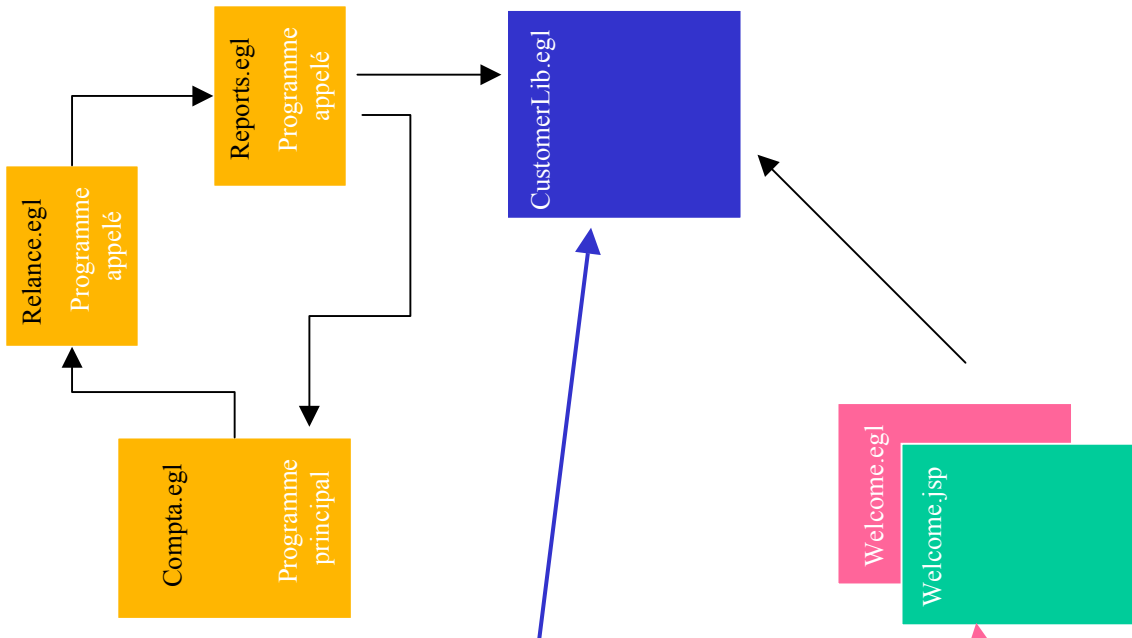 Compta.egl
Programme
principal
Relance.egl
Programme
appelé
Reports.egl
Programme
appelé
CustomerLib.egl
Welcome.egl
Welcome.jsp